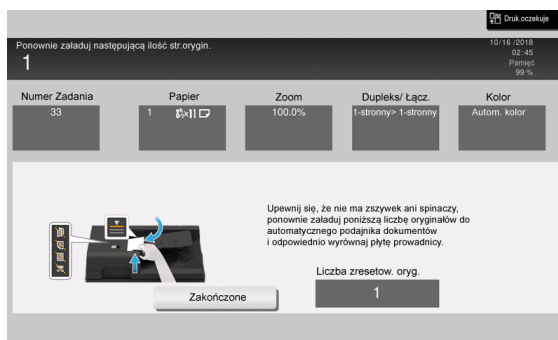 Druk.oczekuje
Ponownie załaduj następującą ilość str.orygin.
1
10/16 /2018
02:45
Pamięć
99 %
Numer Zadania
Papier
Zoom
Dupleks/ Łącz.
Kolor
33
1
100.0%
1-stronny> 1-stronny
Autom. kolor
Upewnij się, że nie ma zszywek ani spinaczy,
ponownie załaduj poniższą liczbę oryginałów do
automatycznego podajnika dokumentów
i odpowiednio wyrównaj płytę prowadnicy.
Liczba zresetow. oryg.
1
Zakończone